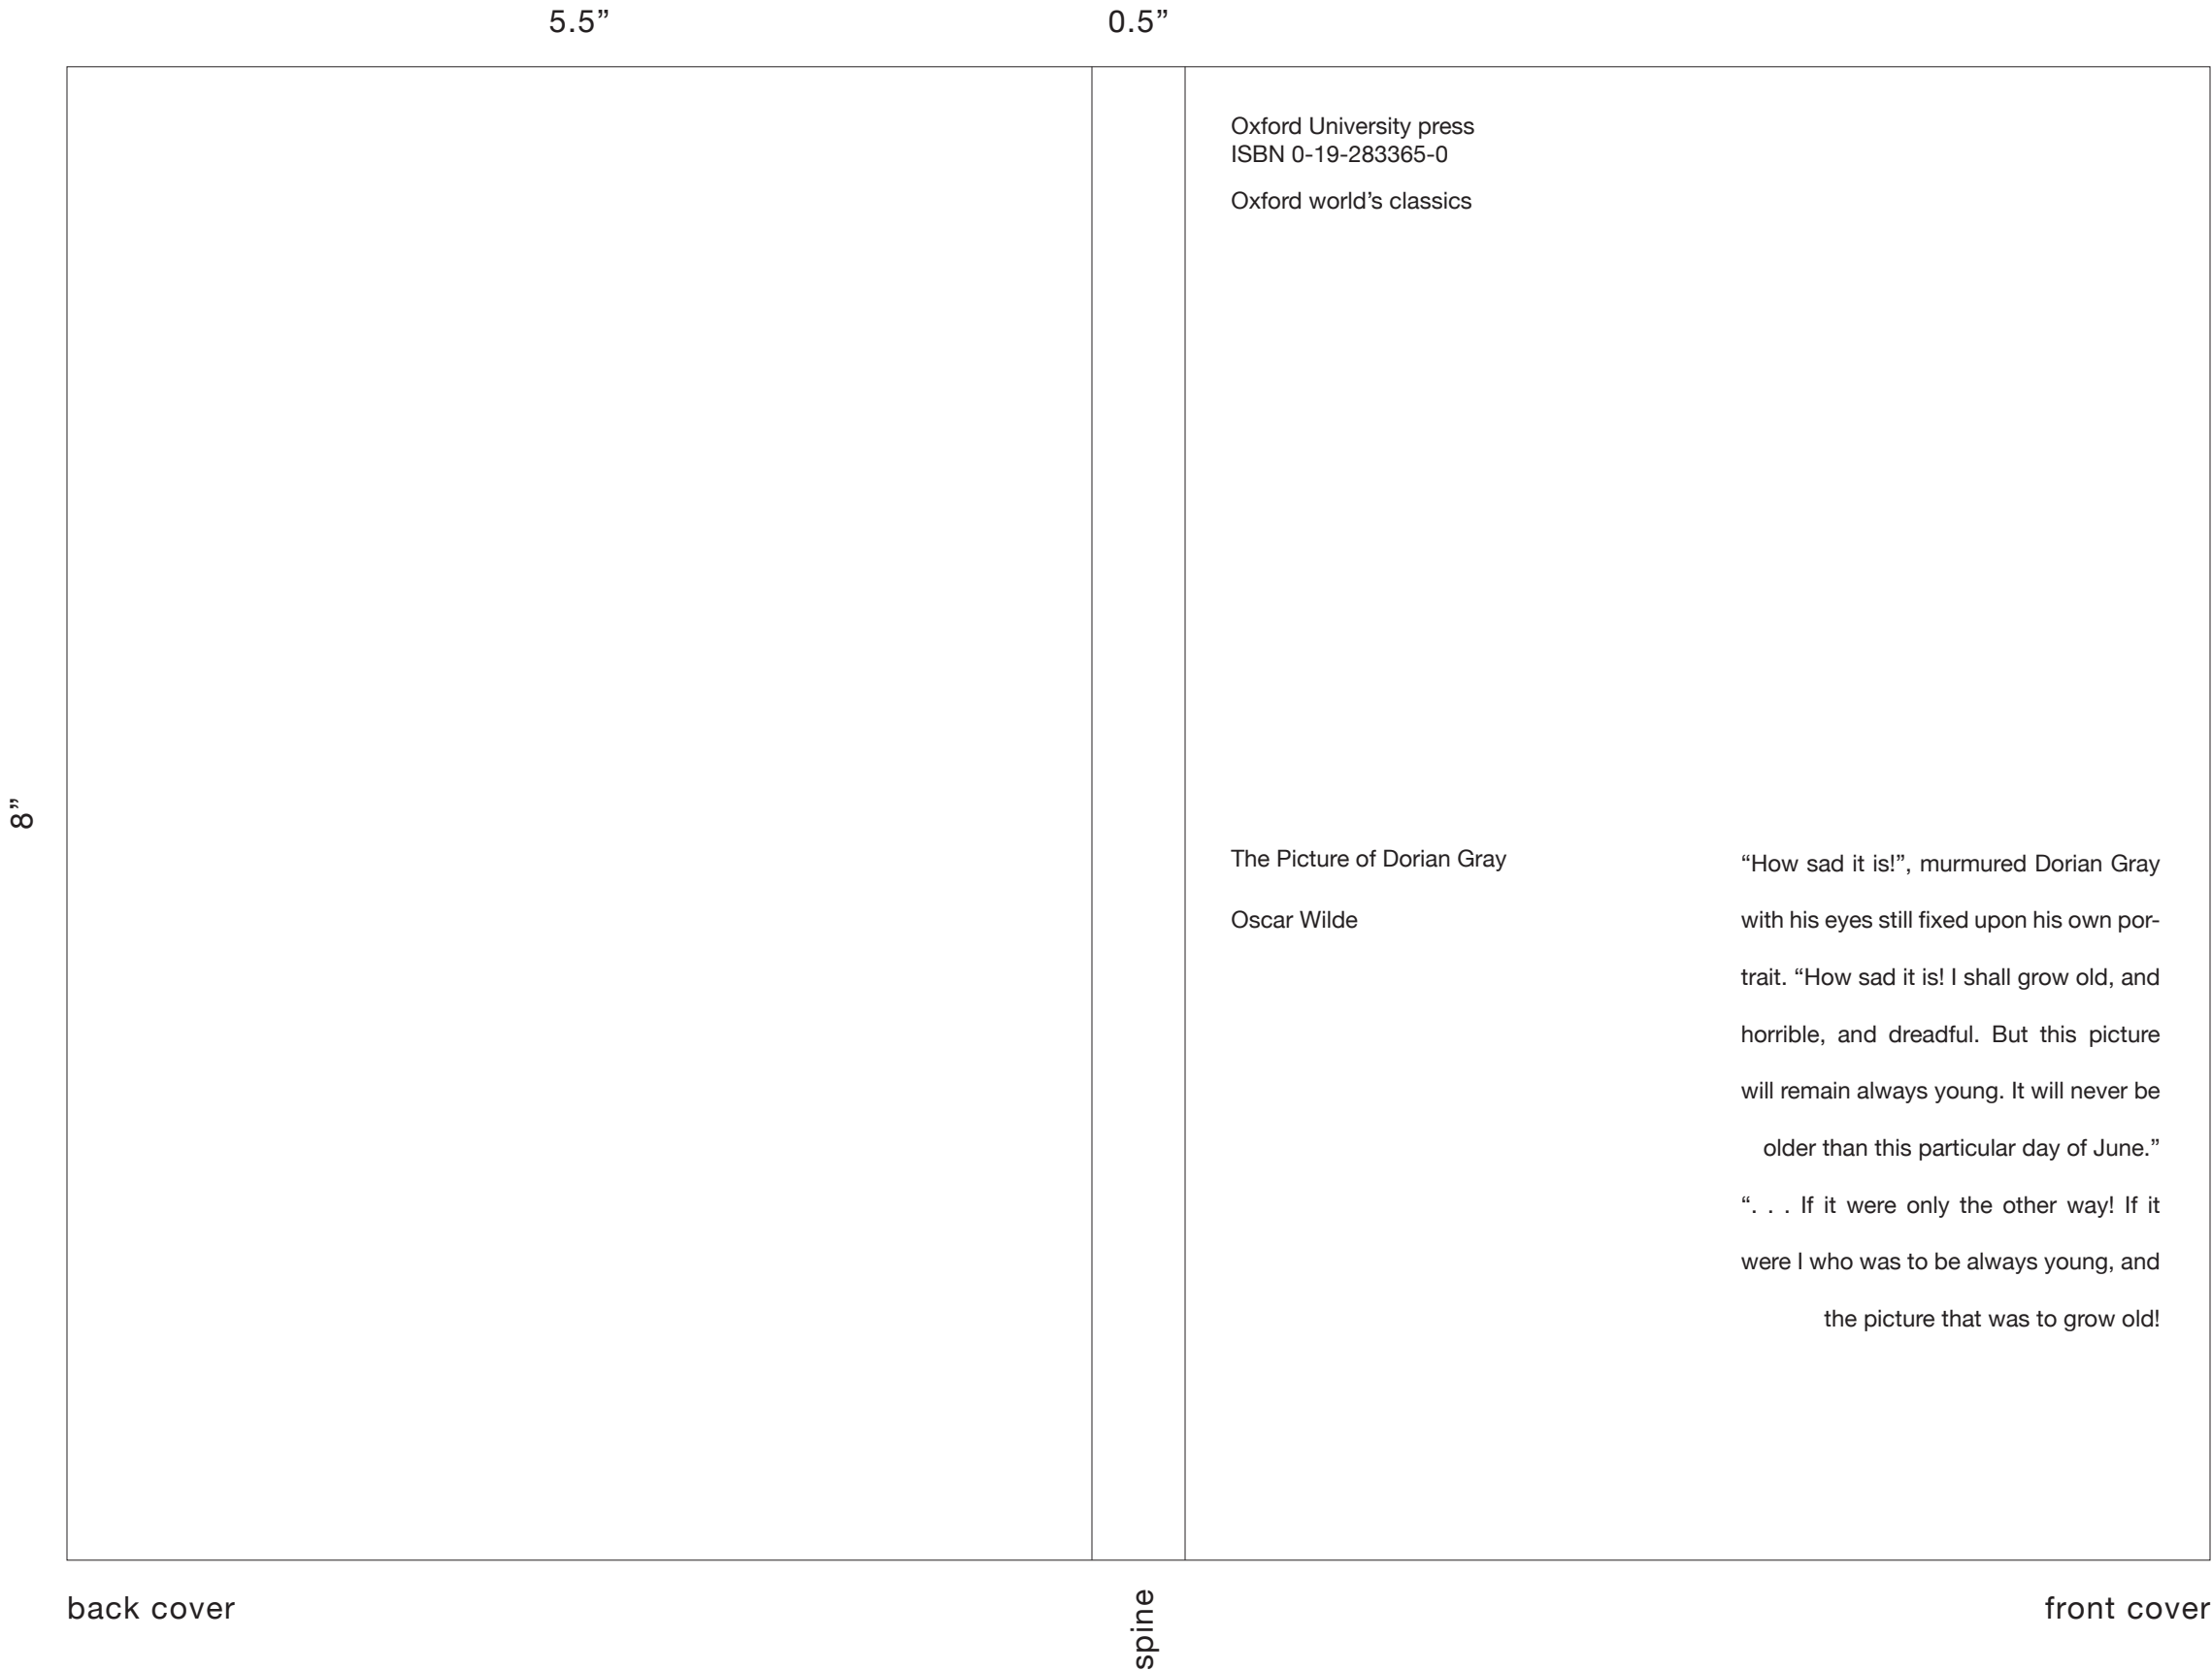 5.5”
0.5”
8”
Oxford University press
ISBN 0-19-283365-0
Oxford world’s classics
The Picture of Dorian Gray
Oscar Wilde
“How sad it is!”, murmured Dorian Gray
with his eyes still fixed upon his own por-
trait. “How sad it is! I shall grow old, and
horrible, and dreadful. But this picture
will remain always young. It will never be
older than this particular day of June.”
“. . . If it were only the other way! If it
were I who was to be always young, and
the picture that was to grow old!
back cover
spine
front cover